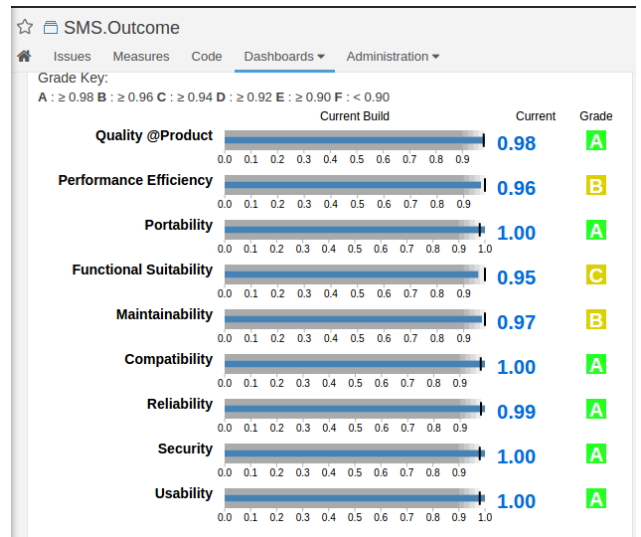 SMS.Outcome
Issues Measures Code Dashboards Administration
Grade Key:
A : ≥ 0.98 B : ≥ 0.96 C : ≥ 0.94 D : ≥ 0.92 E : ≥ 0.90 F : < 0.90
Current Build Current Grade
Quality @Product 0.98 A
0.0 0.1 0.2 0.3 0.4 0.5 0.6 0.7 0.8 0.9
Performance Efficiency 0.96 B
0.0 0.1 0.2 0.3 0.4 0.5 0.6 0.7 0.8 0.9
Portability 1.00 A
0.0 0.1 0.2 0.3 0.4 0.5 0.6 0.7 0.8 0.9 1.0
Functional Suitability 0.95 C
0.0 0.1 0.2 0.3 0.4 0.5 0.6 0.7 0.8 0.9
Maintainability 0.97 B
0.0 0.1 0.2 0.3 0.4 0.5 0.6 0.7 0.8 0.9
Compatibility 1.00 A
0.0 0.1 0.2 0.3 0.4 0.5 0.6 0.7 0.8 0.9
Reliability 0.99 A
0.0 0.1 0.2 0.3 0.4 0.5 0.6 0.7 0.8 0.9
Security 1.00 A
0.0 0.1 0.2 0.3 0.4 0.5 0.6 0.7 0.8 0.9
Usability 1.00 A
0.0 0.1 0.2 0.3 0.4 0.5 0.6 0.7 0.8 0.9 1.0